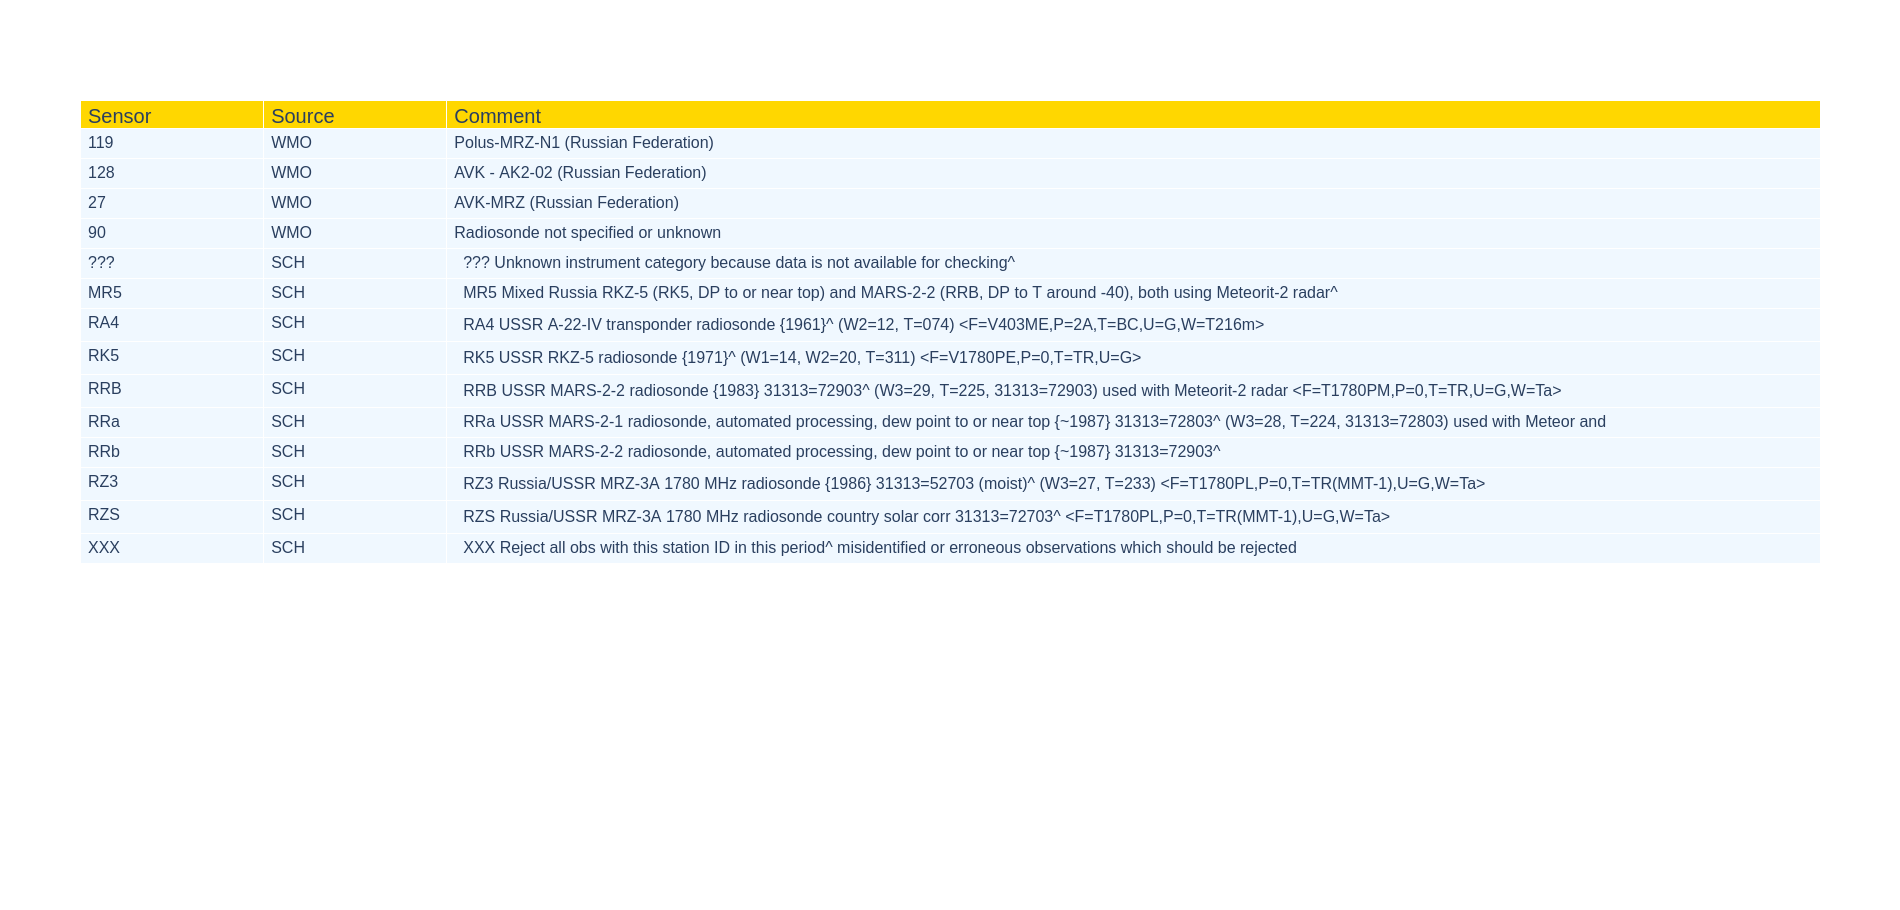 Sensor Source Comment
119 WMO Polus-MRZ-N1 (Russian Federation)
128 WMO AVK - AK2-02 (Russian Federation)
27 WMO AVK-MRZ (Russian Federation)
90 WMO Radiosonde not specified or unknown
??? SCH ??? Unknown instrument category because data is not available for checking^
MR5 SCH MR5 Mixed Russia RKZ-5 (RK5, DP to or near top) and MARS-2-2 (RRB, DP to T around -40), both using Meteorit-2 radar^
RA4 SCH RA4 USSR A-22-IV transponder radiosonde {1961}^ (W2=12, T=074) <F=V403ME,P=2A,T=BC,U=G,W=T216m>
RK5 SCH RK5 USSR RKZ-5 radiosonde {1971}^ (W1=14, W2=20, T=311) <F=V1780PE,P=0,T=TR,U=G>
RRB SCH RRB USSR MARS-2-2 radiosonde {1983} 31313=72903^ (W3=29, T=225, 31313=72903) used with Meteorit-2 radar <F=T1780PM,P=0,T=TR,U=G,W=Ta>
RRa SCH RRa USSR MARS-2-1 radiosonde, automated processing, dew point to or near top {~1987} 31313=72803^ (W3=28, T=224, 31313=72803) used with Meteor and
RRb SCH RRb USSR MARS-2-2 radiosonde, automated processing, dew point to or near top {~1987} 31313=72903^
RZ3 SCH RZ3 Russia/USSR MRZ-3A 1780 MHz radiosonde {1986} 31313=52703 (moist)^ (W3=27, T=233) <F=T1780PL,P=0,T=TR(MMT-1),U=G,W=Ta>
RZS SCH RZS Russia/USSR MRZ-3A 1780 MHz radiosonde country solar corr 31313=72703^ <F=T1780PL,P=0,T=TR(MMT-1),U=G,W=Ta>
XXX SCH XXX Reject all obs with this station ID in this period^ misidentified or erroneous observations which should be rejected